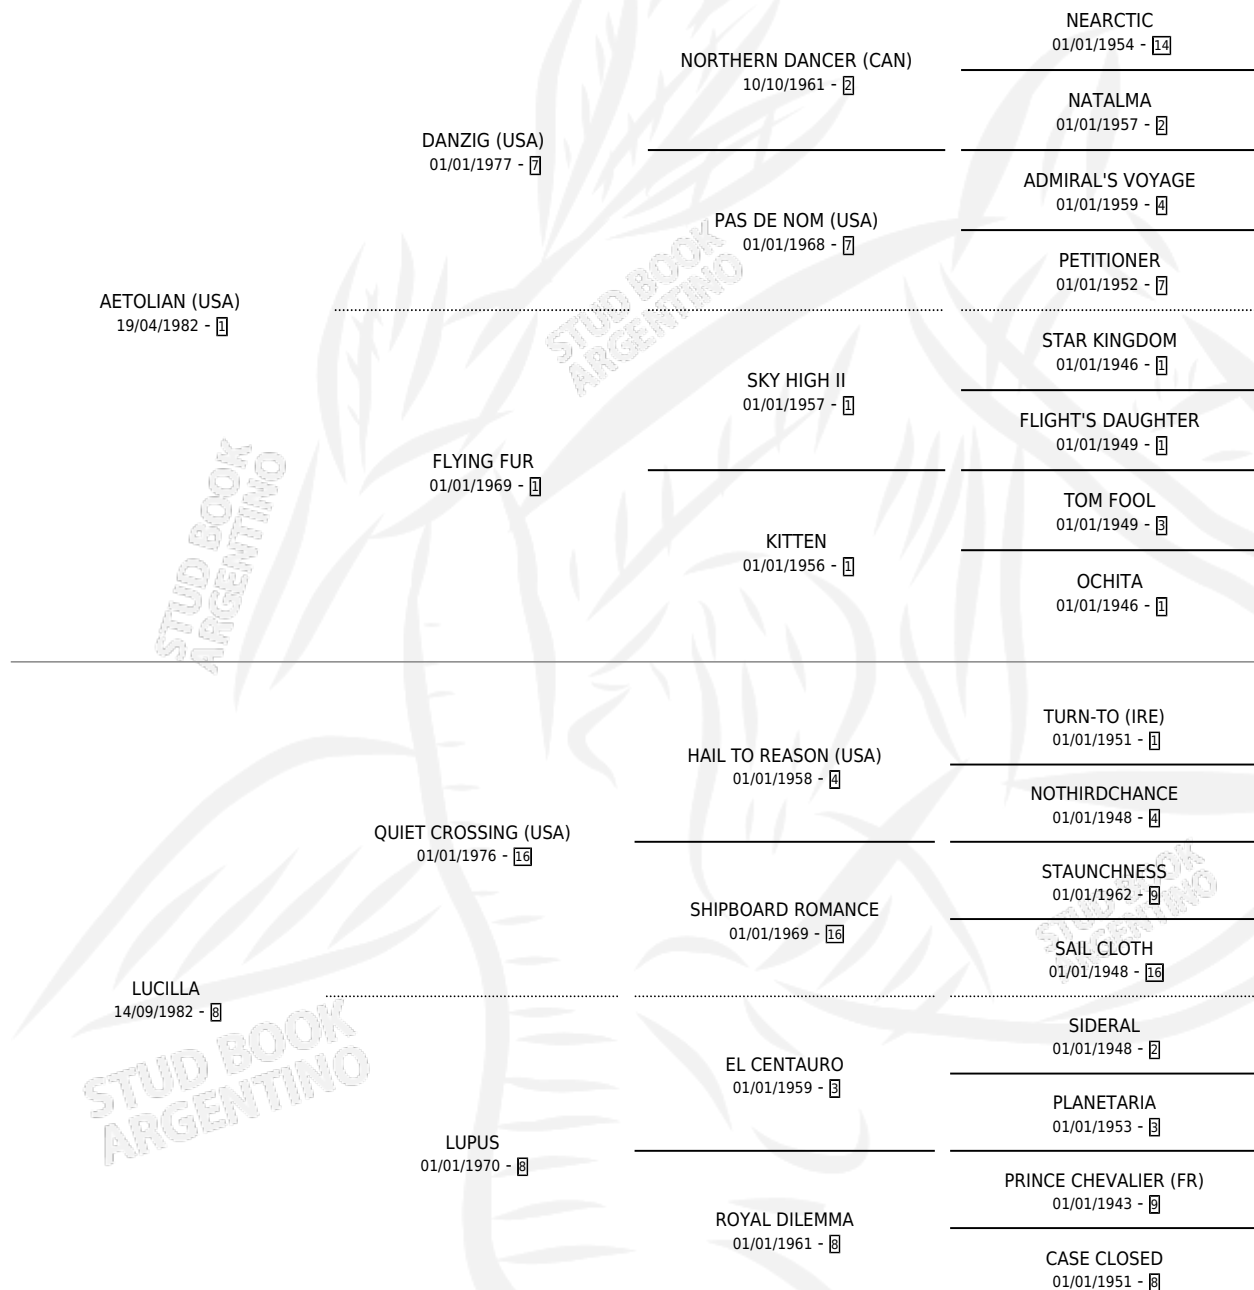 NEARCTIC
01/01/1954 - 14
NORTHERN DANCER (CAN)
10/10/1961 - 2
NATALMA
01/01/1957 - 2
DANZIG (USA)
01/01/1977 - 7
ADMIRAL'S VOYAGE
01/01/1959 - 4
PAS DE NOM (USA)
01/01/1968 - 7
PETITIONER
01/01/1952 - 7
AETOLIAN (USA)
19/04/1982 - 1
STUD BOOK
ARGENTINO
STAR KINGDOM
01/01/1946 - 1
SKY HIGH II
01/01/1957 - 1
FLIGHT'S DAUGHTER
01/01/1949 - 1
FLYING FUR
01/01/1969 - 1
TOM FOOL
01/01/1949 - 3
KITTEN
01/01/1956 - 1
OCHITA
01/01/1946 - 1
STUD BOOK
ARGENTINO
TURN-TO (IRE)
01/01/1951 - 1
HAIL TO REASON (USA)
01/01/1958 - 4
NOTHIRDCHANCE
01/01/1948 - 4
QUIET CROSSING (USA)
01/01/1976 - 16
STAUNCHNESS
01/01/1962 - 9
SHIPBOARD ROMANCE
01/01/1969 - 16
STUD BOOK
ARGENTINO
SAIL CLOTH
01/01/1948 - 16
LUCILLA
14/09/1982 - 8
SIDERAL
01/01/1948 - 2
EL CENTAURO
01/01/1959 - 3
STUD BOOK
ARGENTINO
PLANETARIA
01/01/1953 - 3
LUPUS
01/01/1970 - 8
PRINCE CHEVALIER (FR)
01/01/1943 - 9
ROYAL DILEMMA
01/01/1961 - 8
CASE CLOSED
01/01/1951 - 8